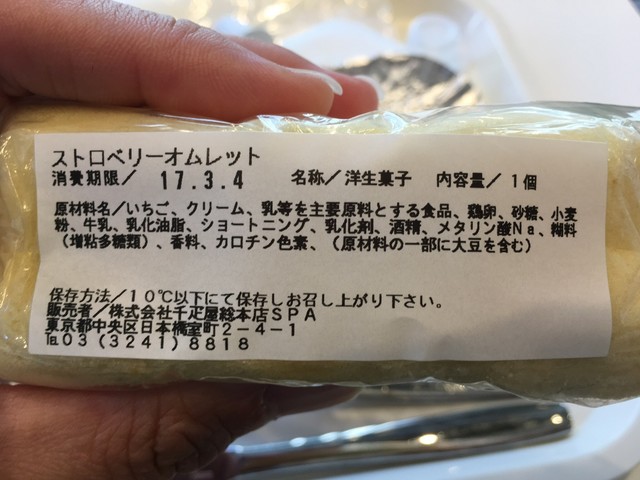 ストロベリーオムレット
消費期限／ 17.3.4 名称／洋生菓子 内容量／1個
原材料名／いちご、クリーム、乳等を主要原料とする食品、鶏卵、砂糖、小麦
粉、牛乳、乳化油脂、ショートニング、乳化剤、酒精、メタリン酸Na、糊料
（増粘多糖類）、香料、カロチン色素、（原材料の一部に大豆を含む）
保存方法／10℃以下にて保存しお召し上がり下さい。
販売者／株式会社千疋屋総本店SPA
東京都中央区日本橋室町2－4－1
℡03（3241）8818